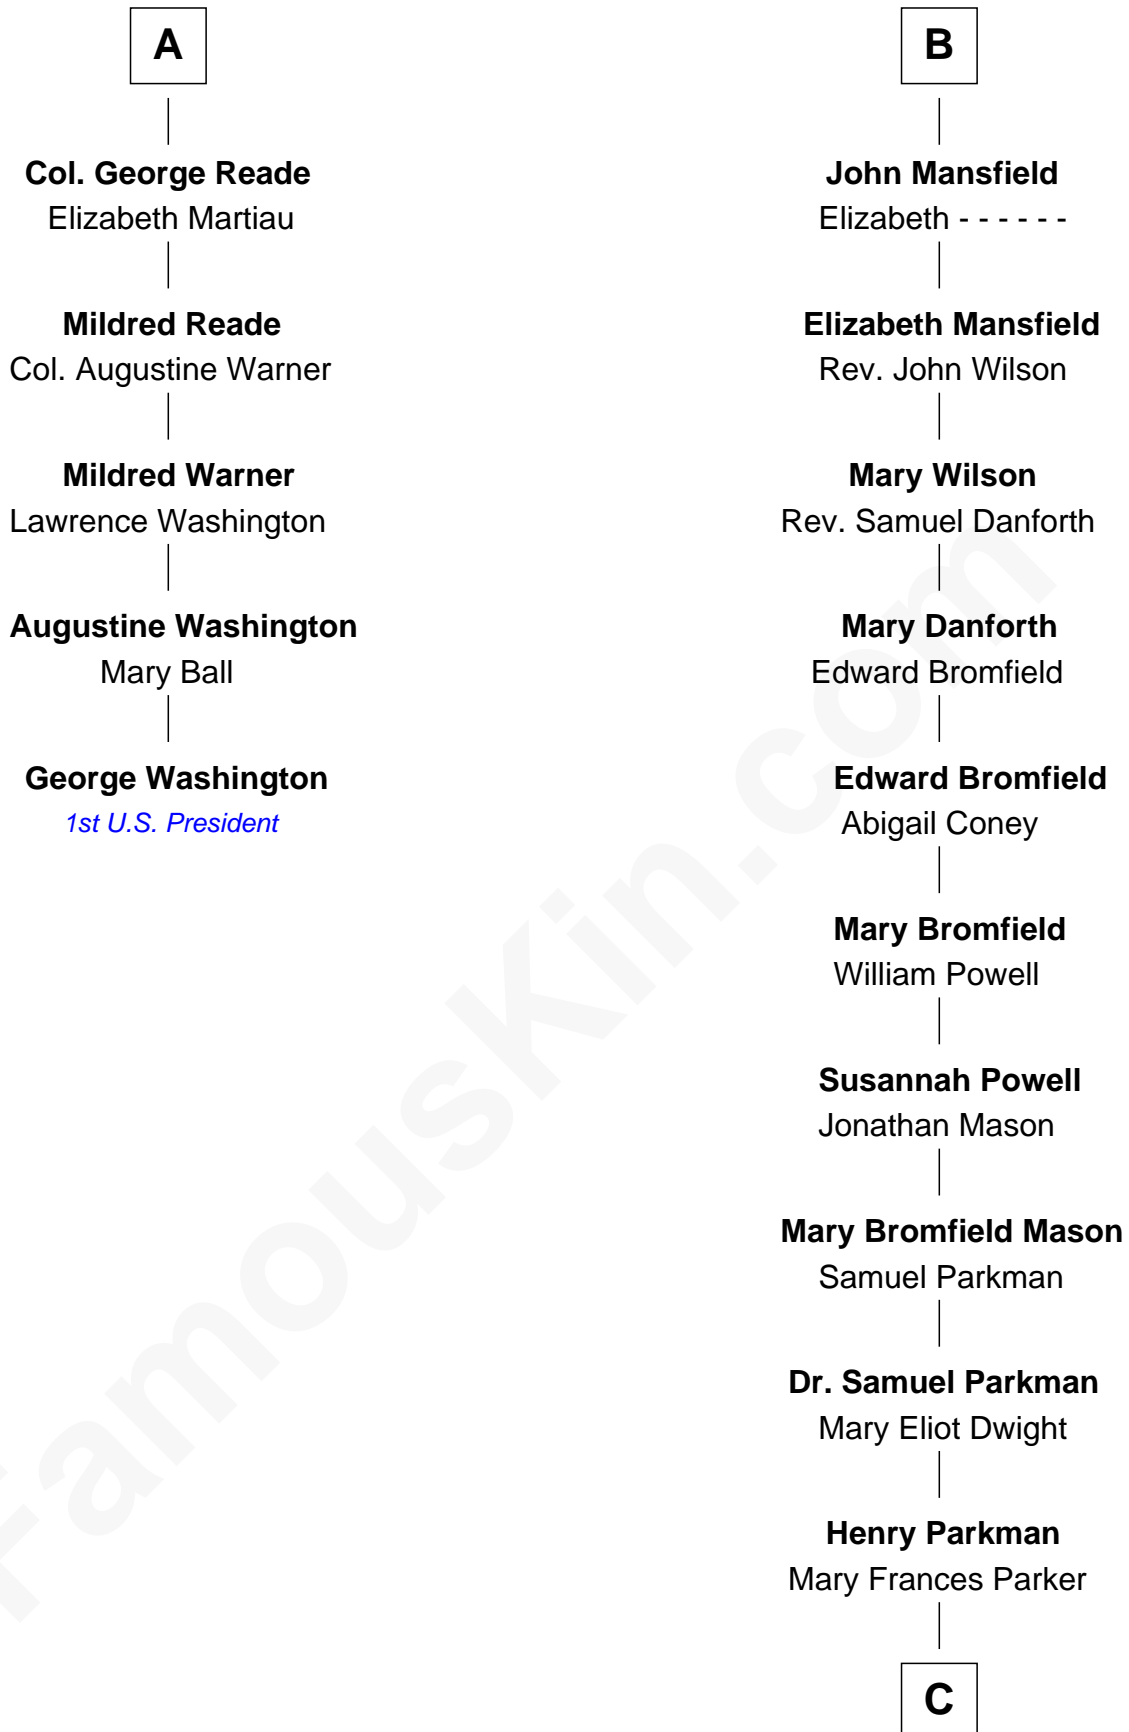 A
Col. George Reade
Elizabeth Martiau
Mildred Reade
Col. Augustine Warner
Mildred Warner
Lawrence Washington
Augustine Washington
Mary Ball
George Washington
1st U.S. President
B
John Mansfield
Elizabeth - - - - - -
Elizabeth Mansfield
Rev. John Wilson
Mary Wilson
Rev. Samuel Danforth
Mary Danforth
Edward Bromfield
Edward Bromfield
Abigail Coney
Mary Bromfield
William Powell
Susannah Powell
Jonathan Mason
Mary Bromfield Mason
Samuel Parkman
Dr. Samuel Parkman
Mary Eliot Dwight
Henry Parkman
Mary Frances Parker
C
FamousKin.com